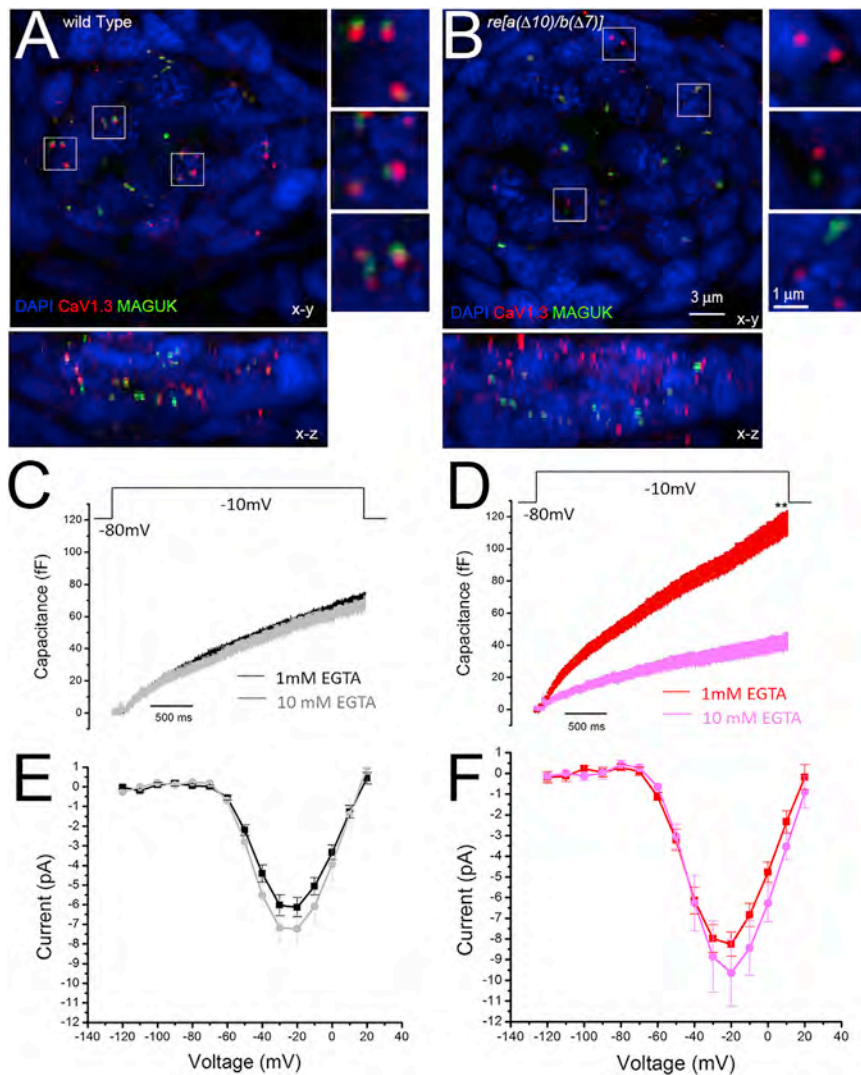 A wild Type
B re[a(Δ10)/b(Δ7)]
DAPI CaV1.3 MAGUK
x-y
DAPI CaV1.3 MAGUK
3 μm
x-y
1 μm
x-z
x-z
C
-10mV
-80mV
120
100
80
60
40
20
0
Capacitance (fF)
1mM EGTA
10 mM EGTA
500 ms
D
-10mV
-80mV
**
120
100
80
60
40
20
0
Capacitance (fF)
1mM EGTA
10 mM EGTA
500 ms
E
1
0
-1
-2
-3
-4
-5
-6
-7
-8
-9
-10
-11
-12
Current (pA)
-140 -120 -100 -80 -60 -40 -20 0 20 40
Voltage (mV)
F
1
0
-1
-2
-3
-4
-5
-6
-7
-8
-9
-10
-11
-12
Current (pA)
-140 -120 -100 -80 -60 -40 -20 0 20 40
Voltage (mV)